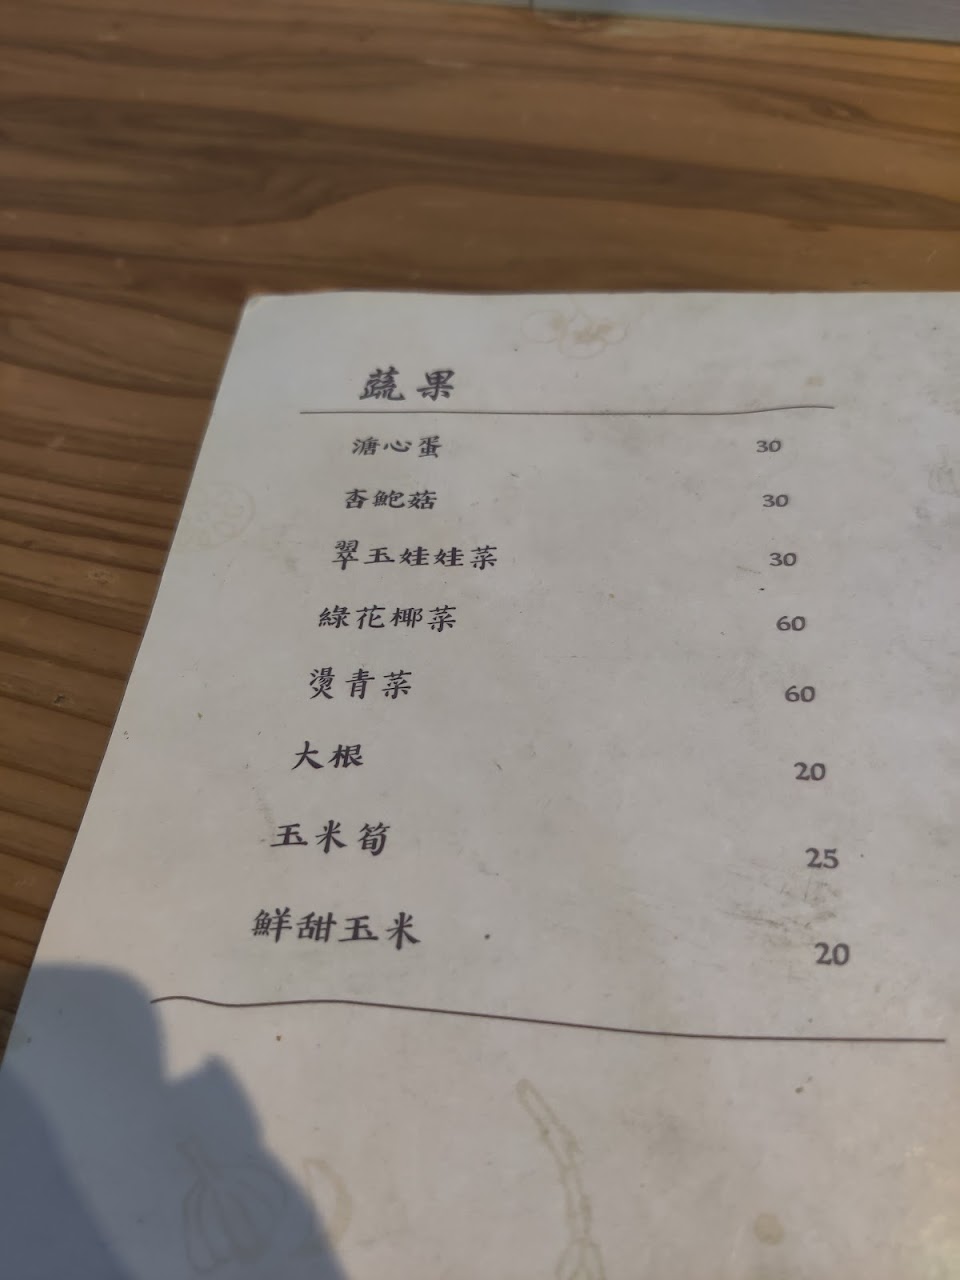 蔬果
溏心蛋 30
杏鮑菇 30
翠玉娃娃菜 30
綠花椰菜 60
燙青菜 60
大根 20
玉米筍 25
鮮甜玉米 20